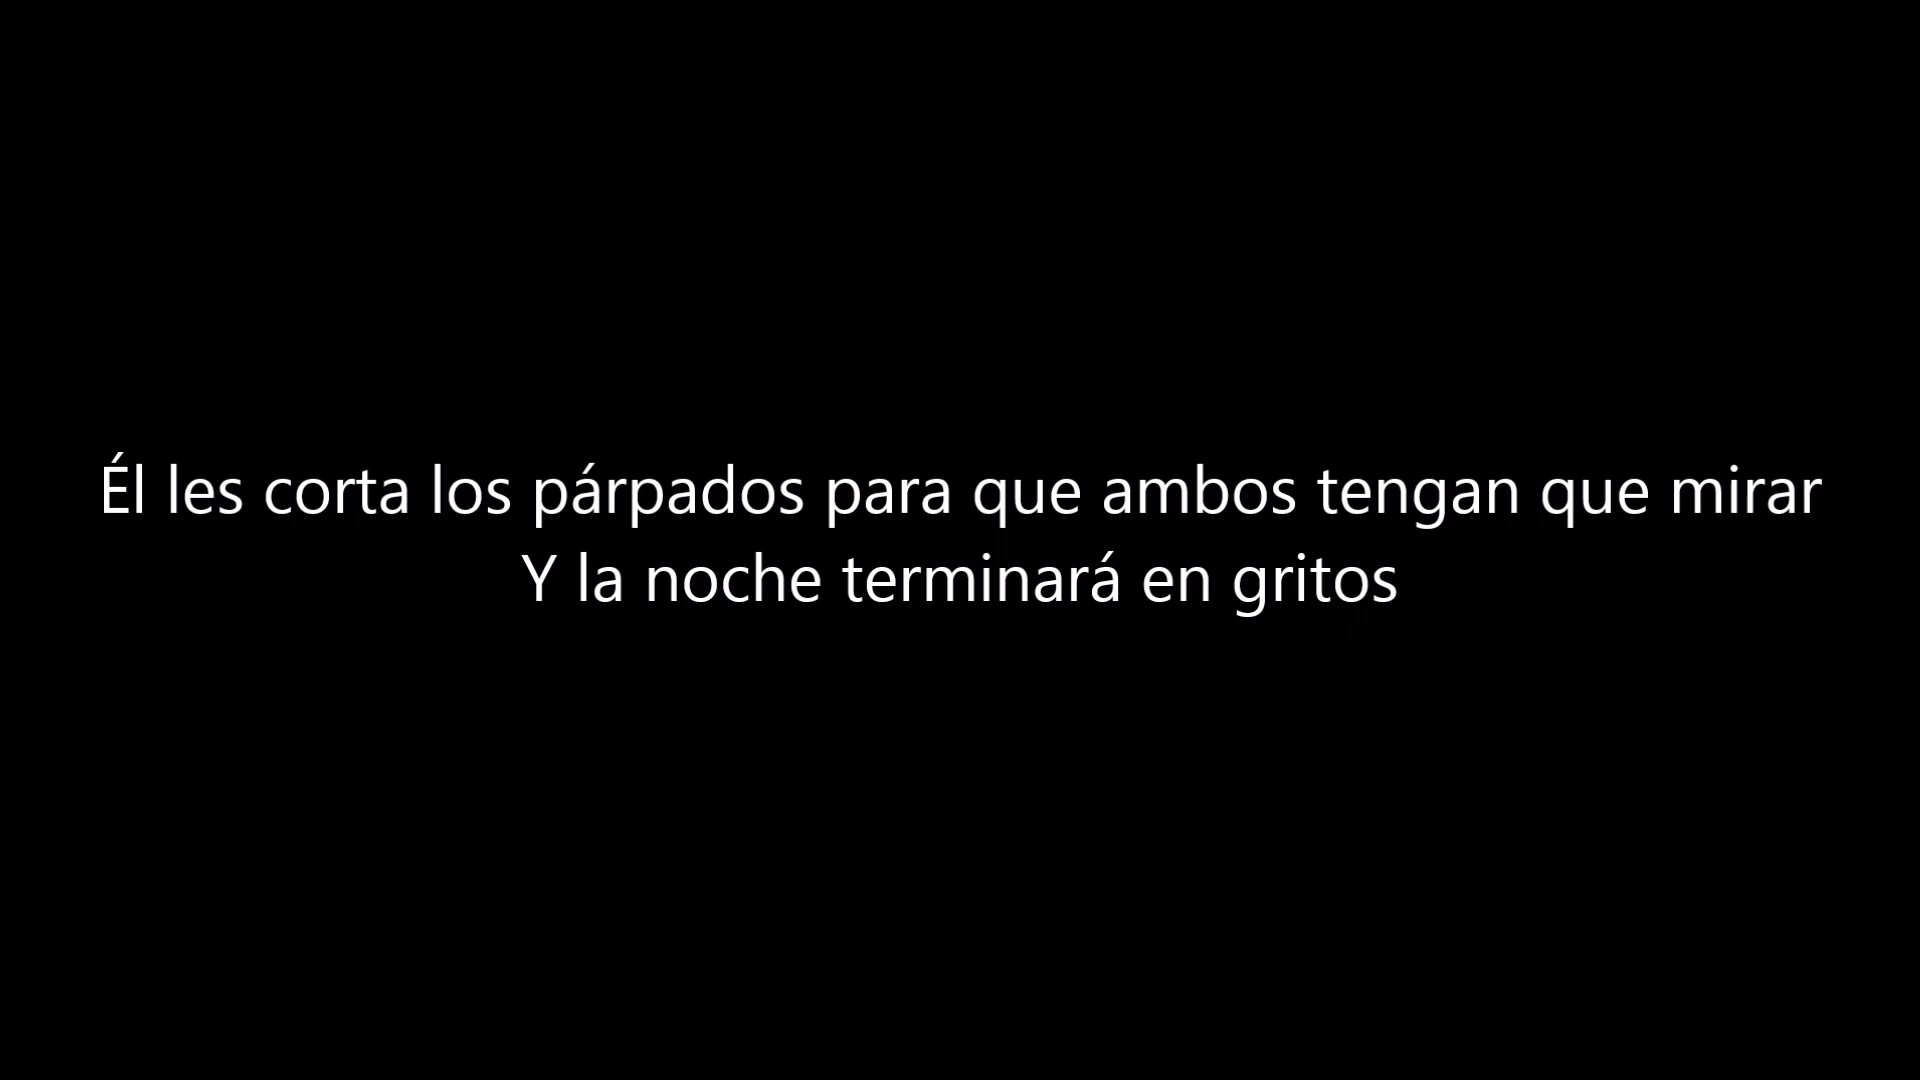 Él les corta los párpados para que ambos tengan que mirar
Y la noche terminará en gritos